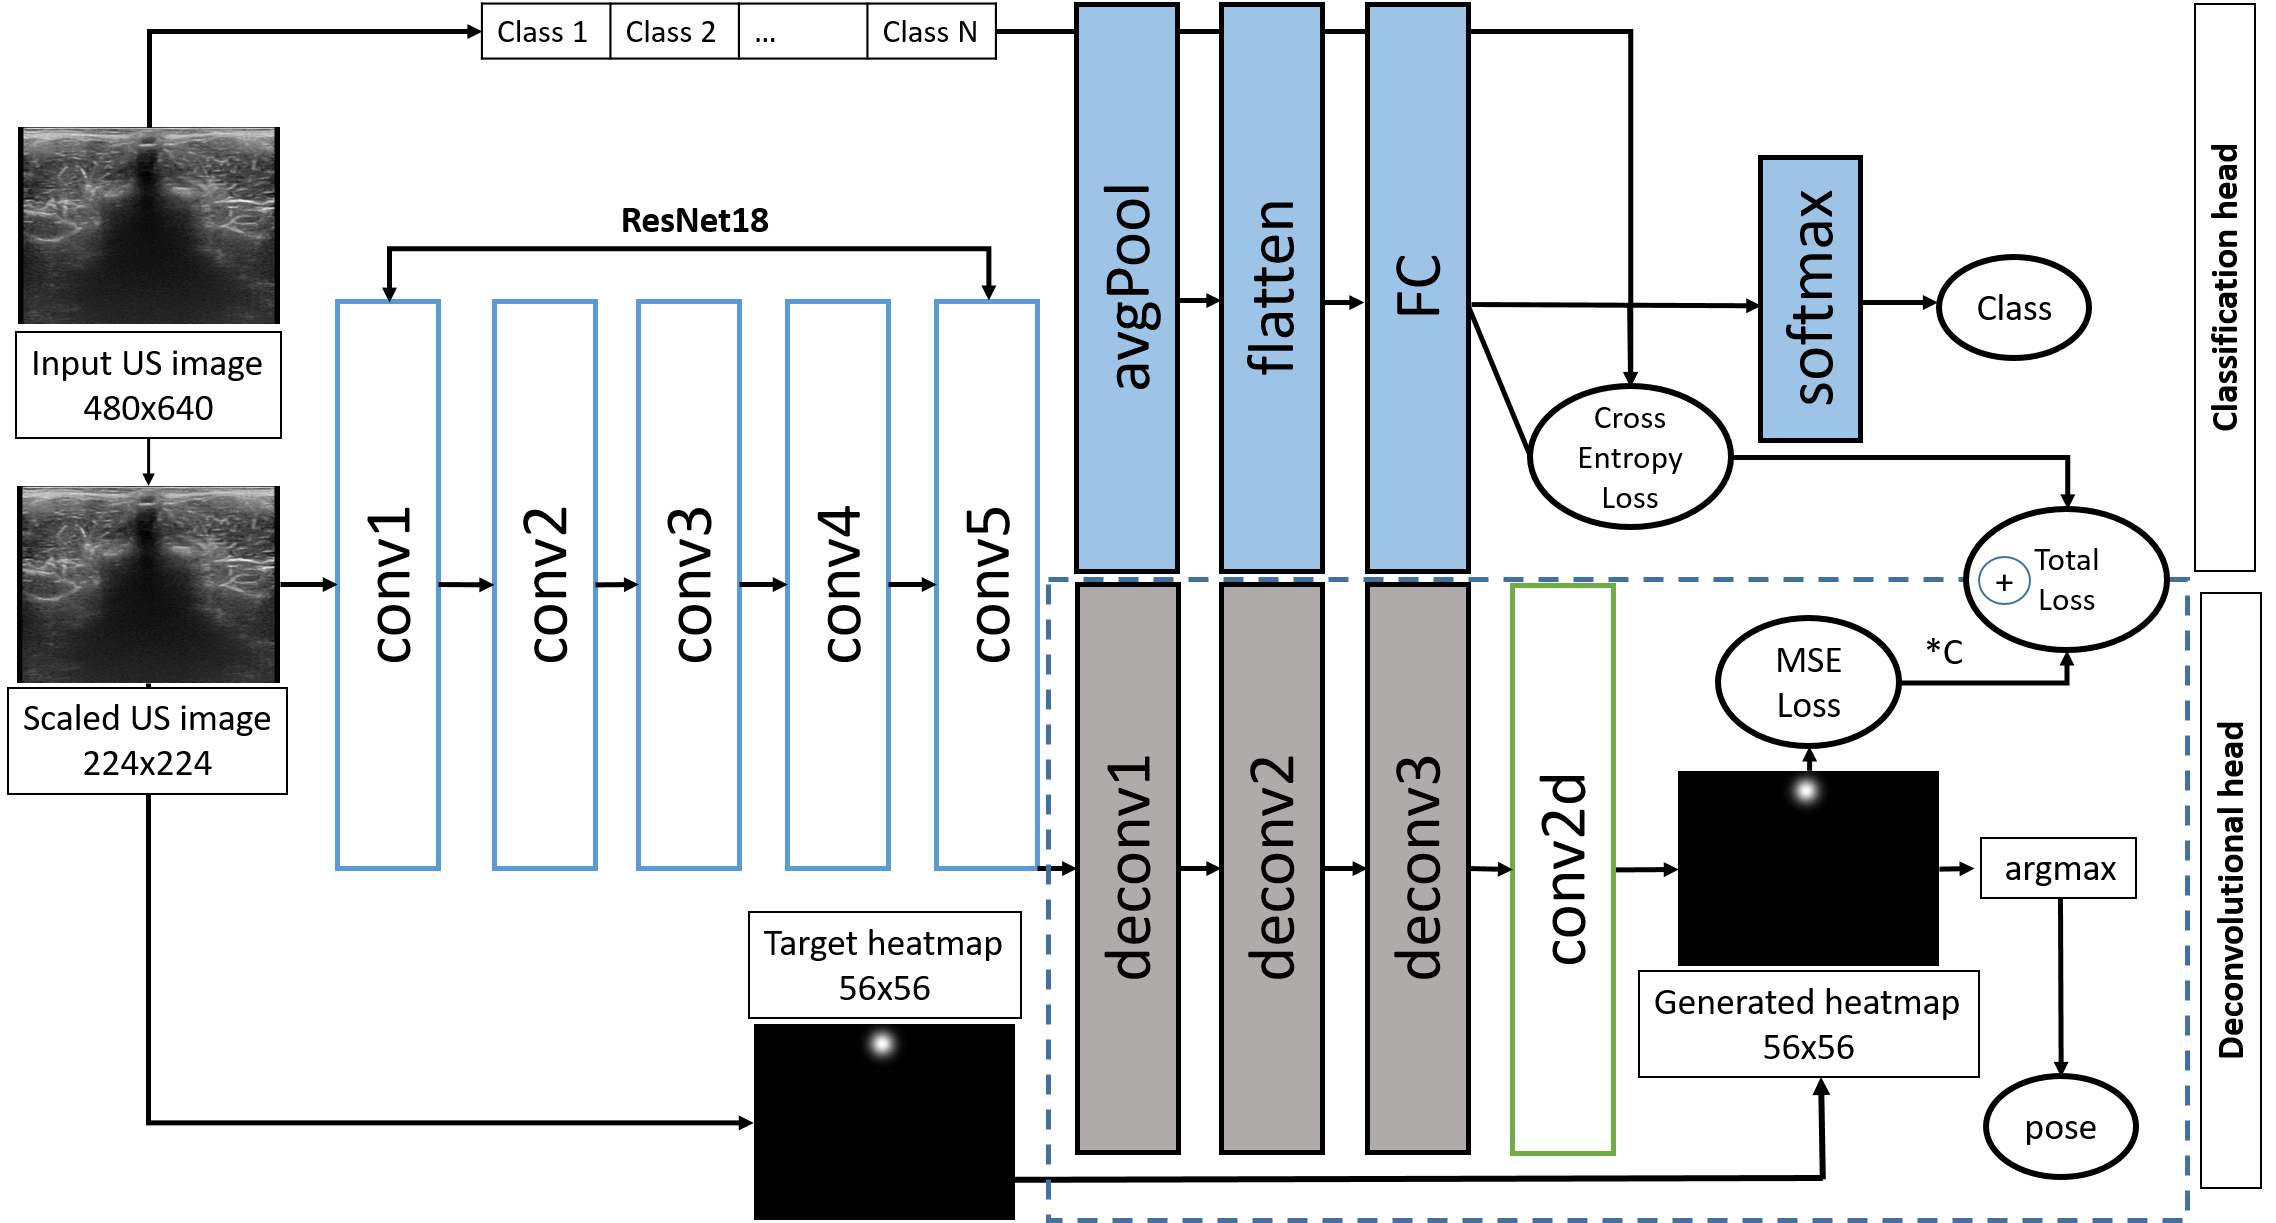 Class 1
Class 2
...
Class N
Input US image
480x640
Scaled US image
224x224
ResNet18
conv1
conv2
conv3
conv4
conv5
avgPool
flatten
FC
softmax
Class
Cross
Entropy
Loss
+
Total
Loss
Classification head
deconv1
deconv2
deconv3
conv2d
MSE
Loss
*C
Target heatmap
56x56
Generated heatmap
56x56
argmax
pose
Deconvolutional head